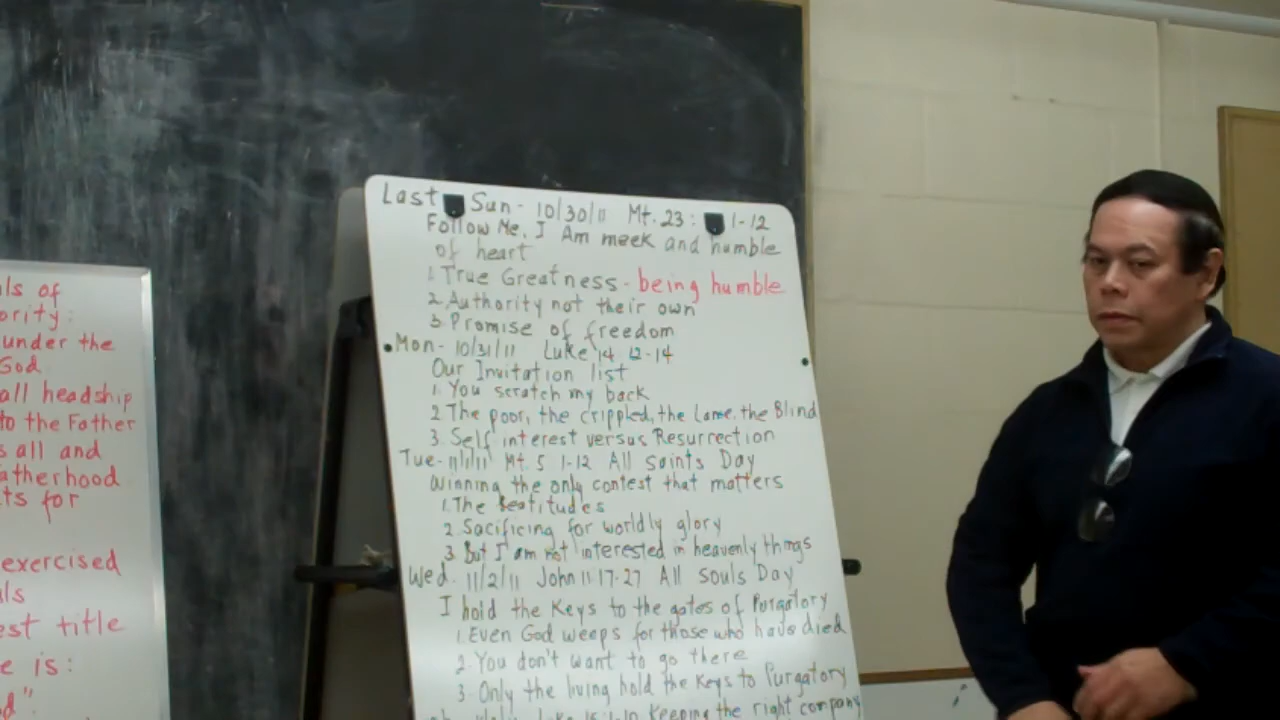 ls of
ority:
under the
God
all headship
to the Father
s all and
atherhood
ts for
exercised
ls
est title
e is:
d".
Last Sun - 10/30/11 Mt. 23: 1-12
Follow Me, I Am meek and humble
of heart
1. True Greatness - being humble
2. Authority not their own
3. Promise of freedom
Mon - 10/31/11 Luke 14 12-14
Our Invitation list
1. You scratch my back
2. The poor, the crippled, the Lame, the Blind
3. Self interest versus Resurrection
Tue - 11/1/11 Mt. 5 1-12 All saints Day
Winning the only contest that matters
1. The Beatitudes
2. Sacificing for worldly glory
3. But I am not interested in heavenly things
Wed. 11/2/11 John 11-17-27 All Souls Day
I hold the Keys to the gates of Purgatory
1. Even God weeps for those who have died
2. You don't want to go there
3. Only the living hold the Keys to Purgatory
Keeping the right company